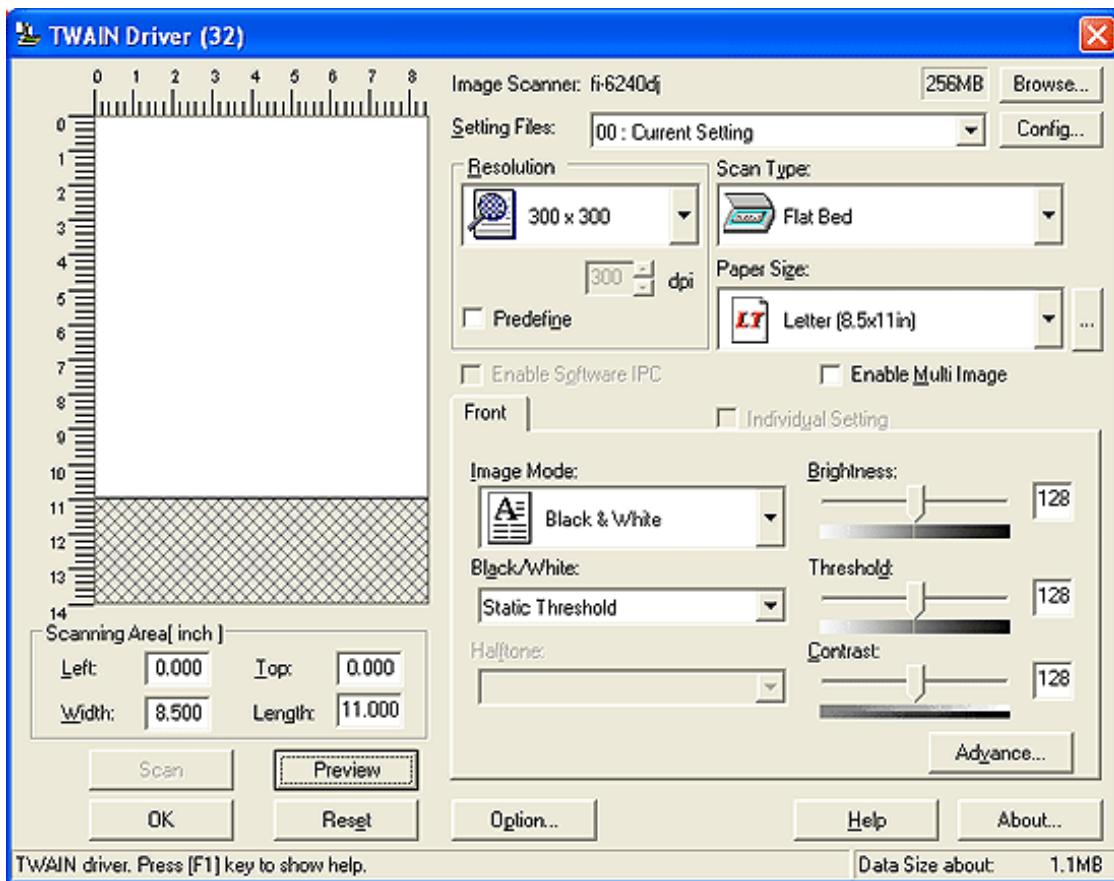 TWAIN Driver (32)
0 1 2 3 4 5 6 7 8
0
1
2
3
4
5
6
7
8
9
10
11
12
13
14
Scanning Area[ inch ]
Left: 0.000 Top: 0.000
Width: 8.500 Length: 11.000
Scan Preview
OK Reset
Image Scanner: fi-6240dj 256MB Browse...
Setting Files: 00 : Current Setting Config...
Resolution
300 x 300
300 dpi
Predefine
Scan Type:
Flat Bed
Paper Size:
LT Letter (8.5x11in) ...
Enable Software IPC Enable Multi Image
Front Individual Setting
Image Mode:
A Black & White
Black/White:
Static Threshold
Halftone:
Brightness:
128
Threshold:
128
Contrast:
128
Advance...
Option... Help About...
TWAIN driver. Press [F1] key to show help. Data Size about: 1.1MB